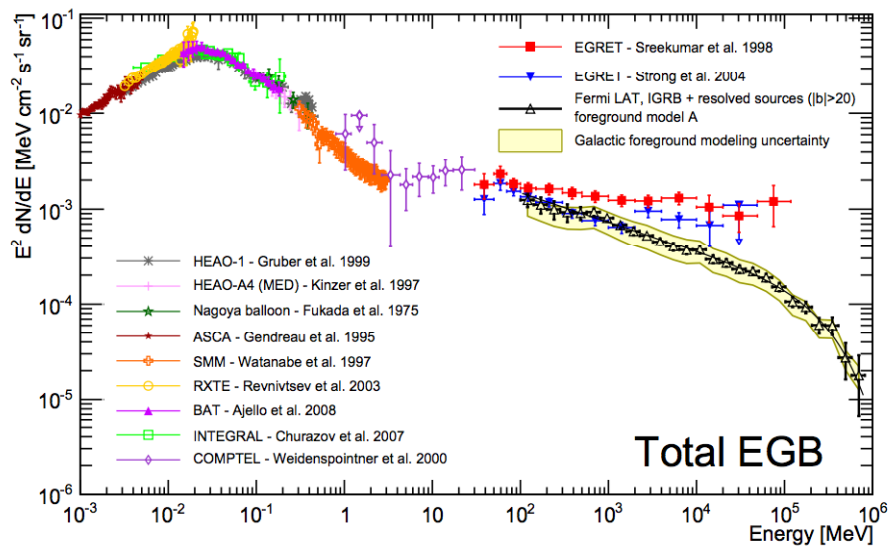 E² dN/dE [MeV cm⁻² s⁻¹ sr⁻¹]
10⁻¹
10⁻²
10⁻³
10⁻⁴
10⁻⁵
10⁻⁶
EGRET - Sreekumar et al. 1998
EGRET - Strong et al. 2004
Fermi LAT, IGRB + resolved sources (|b|>20)
foreground model A
Galactic foreground modeling uncertainty
HEAO-1 - Gruber et al. 1999
HEAO-A4 (MED) - Kinzer et al. 1997
Nagoya balloon - Fukada et al. 1975
ASCA - Gendreau et al. 1995
SMM - Watanabe et al. 1997
RXTE - Revnivtsev et al. 2003
BAT - Ajello et al. 2008
INTEGRAL - Churazov et al. 2007
COMPTEL - Weidenspointner et al. 2000
Total EGB
10⁻³ 10⁻² 10⁻¹ 1 10 10² 10³ 10⁴ 10⁵ 10⁶
Energy [MeV]